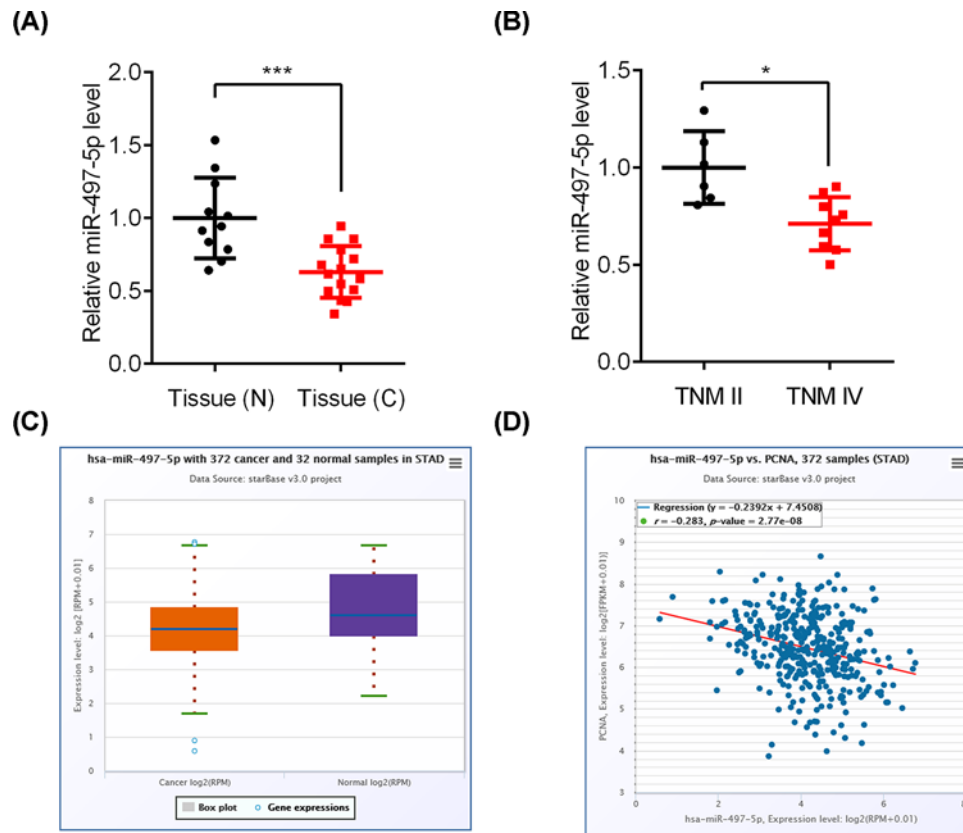 (A)
***
Relative miR-497-5p level
2.0
1.5
1.0
0.5
0.0
Tissue (N) Tissue (C)
(B)
*
Relative miR-497-5p level
1.5
1.0
0.5
0.0
TNM II TNM IV
(C)
hsa-miR-497-5p with 372 cancer and 32 normal samples in STAD
Data Source: starBase v3.0 project
Expression level: log2 [RPM+0.01]
8
7
6
5
4
3
2
1
0
Cancer log2(RPM) Normal log2(RPM)
Box plot Gene expressions
(D)
hsa-miR-497-5p vs. PCNA, 372 samples (STAD)
Data Source: starBase v3.0 project
Regression (y = -0.2392x + 7.4508)
r = -0.283, p-value = 2.77e-08
PCNA, Expression level: log2[FPKM+0.01)]
10
9
8
7
6
5
4
3
0 2 4 6 8
hsa-miR-497-5p, Expression level: log2(RPM+0.01)